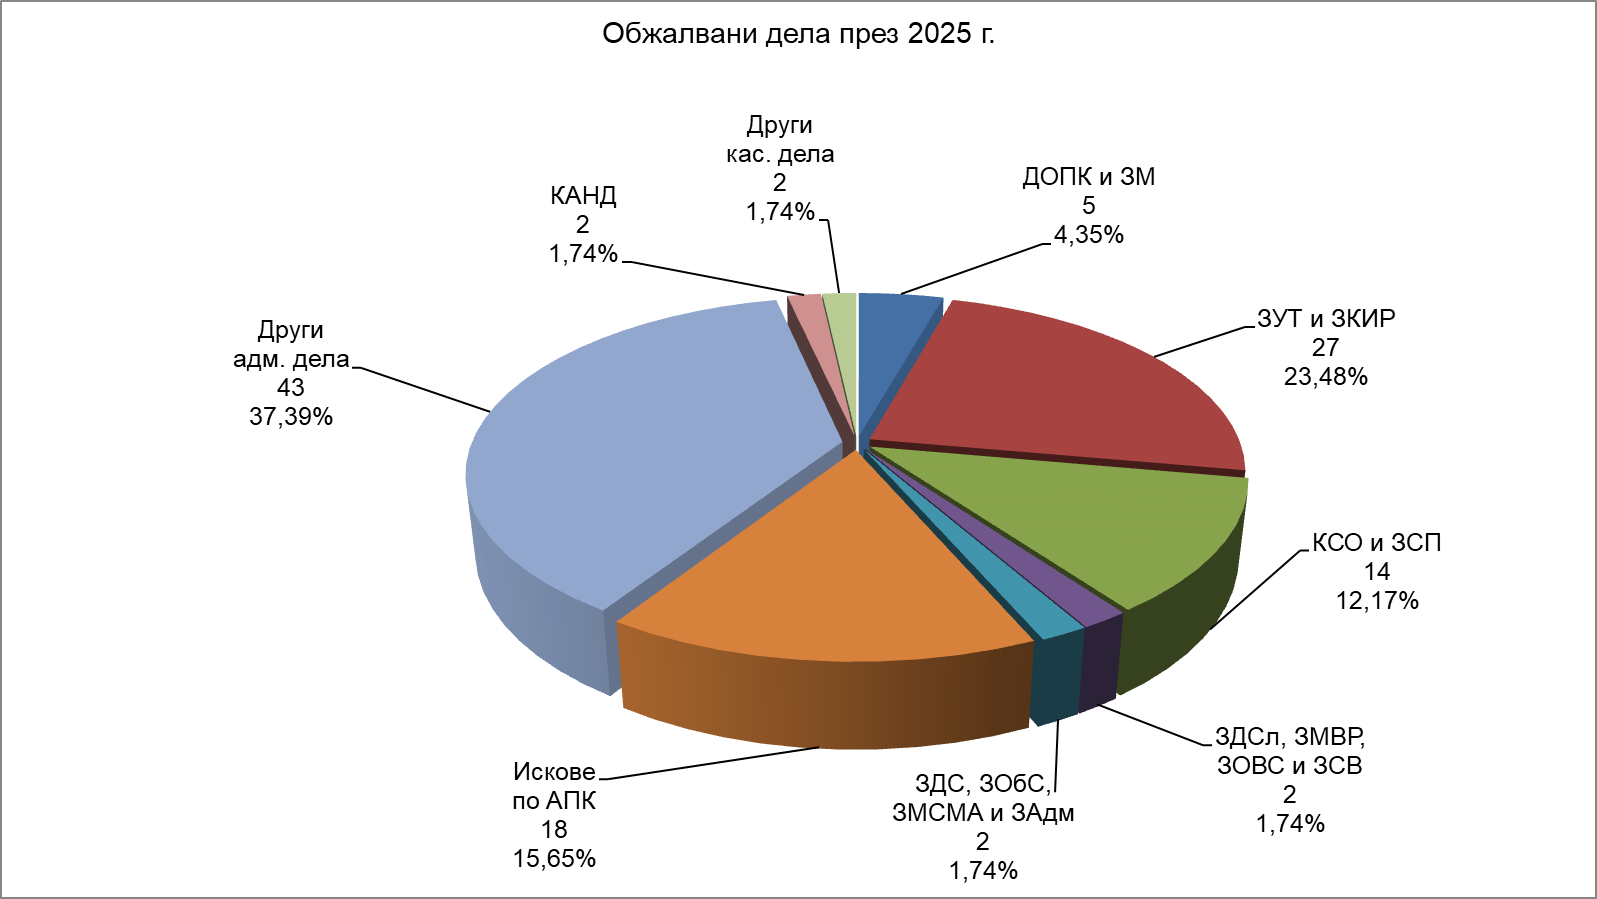 Обжалвани дела през 2025 г.
Други
кас. дела
2
1,74%
ДОПК и ЗМ
5
4,35%
КАНД
2
1,74%
ЗУТ и ЗКИР
27
23,48%
Други
адм. дела
43
37,39%
КСО и ЗСП
14
12,17%
ЗДСл, ЗМВР,
ЗОВС и ЗСВ
2
1,74%
Искове
по АПК
18
15,65%
ЗДС, ЗОбС,
ЗМСМА и ЗАдм
2
1,74%